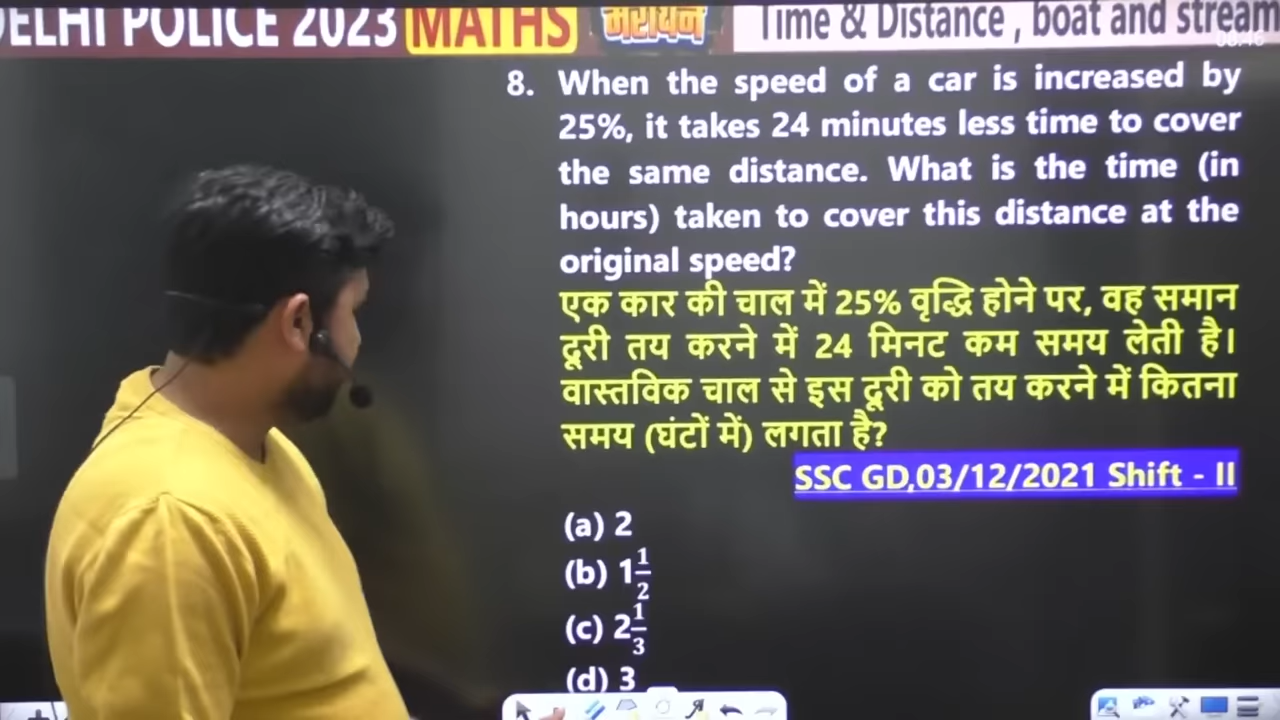 DELHI POLICE 2023 MATHS मैराथन Time & Distance , boat and stream
8. When the speed of a car is increased by
25%, it takes 24 minutes less time to cover
the same distance. What is the time (in
hours) taken to cover this distance at the
original speed?
एक कार की चाल में 25% वृद्धि होने पर, वह समान
दूरी तय करने में 24 मिनट कम समय लेती है।
वास्तविक चाल से इस दूरी को तय करने में कितना
समय (घंटों में) लगता है?
SSC GD,03/12/2021 Shift - II
(a) 2
(b) 1 1/2
(c) 2 1/3
(d) 3